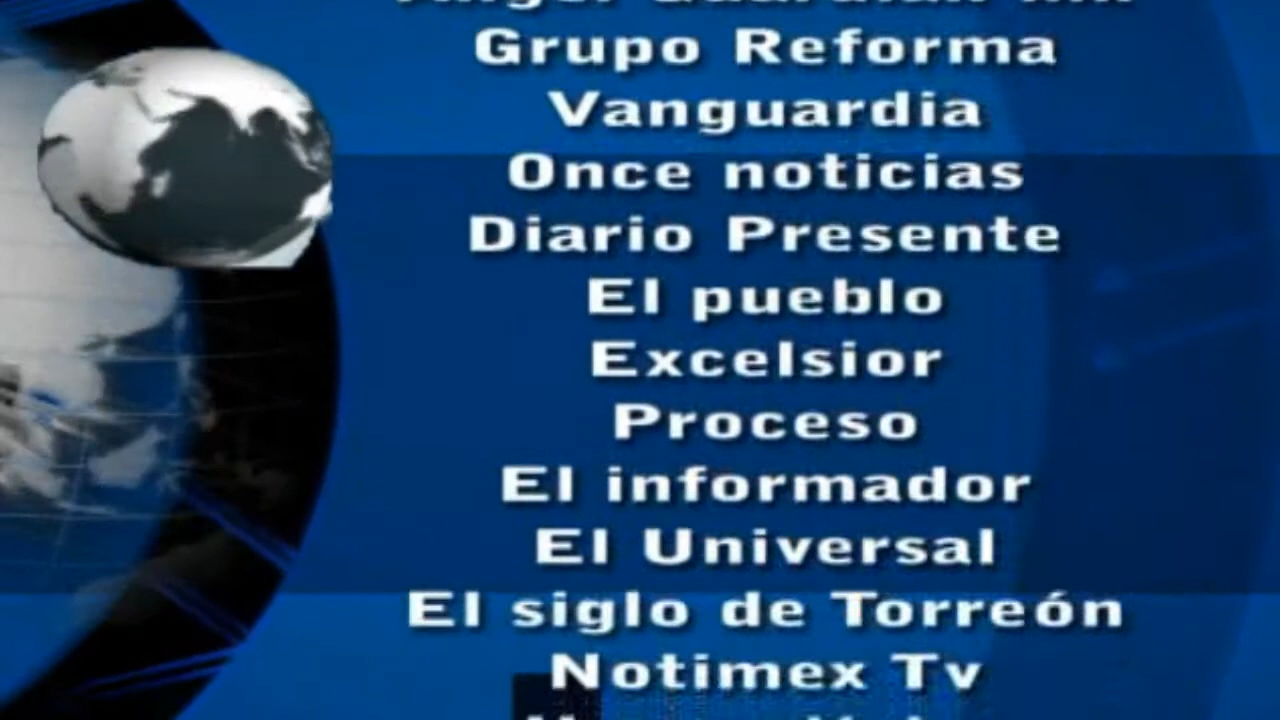 Grupo Reforma
Vanguardia
Once noticias
Diario Presente
El pueblo
Excelsior
Proceso
El informador
El Universal
El siglo de Torreón
Notimex Tv